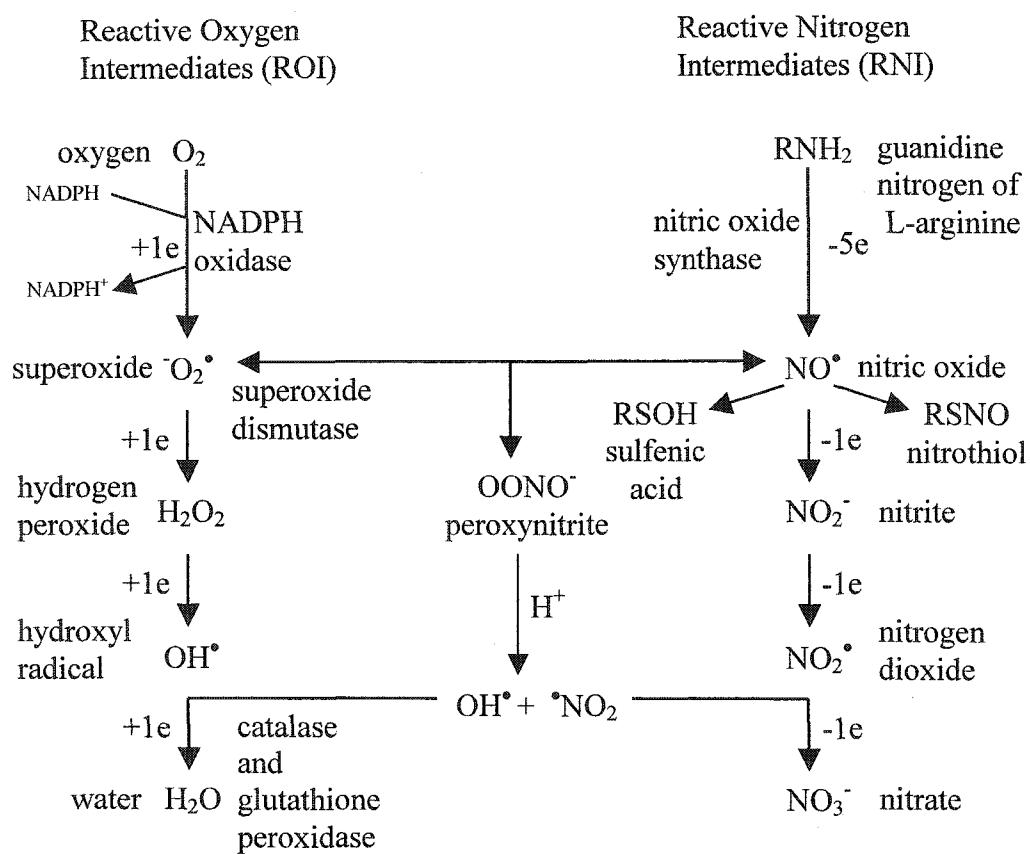 Reactive Oxygen
Intermediates (ROI)
Reactive Nitrogen
Intermediates (RNI)
oxygen O₂
NADPH
NADPH
+1e
oxidase
NADPH⁺
RNH₂ guanidine
nitrogen of
L-arginine
nitric oxide
synthase
-5e
superoxide ⁻O₂•
superoxide
dismutase
NO• nitric oxide
RSOH
sulfenic
acid
-1e
RSNO
nitrothiol
+1e
hydrogen
peroxide H₂O₂
OONO⁻
peroxynitrite
NO₂⁻ nitrite
+1e
H⁺
-1e
hydroxyl
radical OH•
NO₂• nitrogen
dioxide
OH• + •NO₂
+1e
catalase
and
glutathione
peroxidase
-1e
water H₂O
NO₃⁻ nitrate